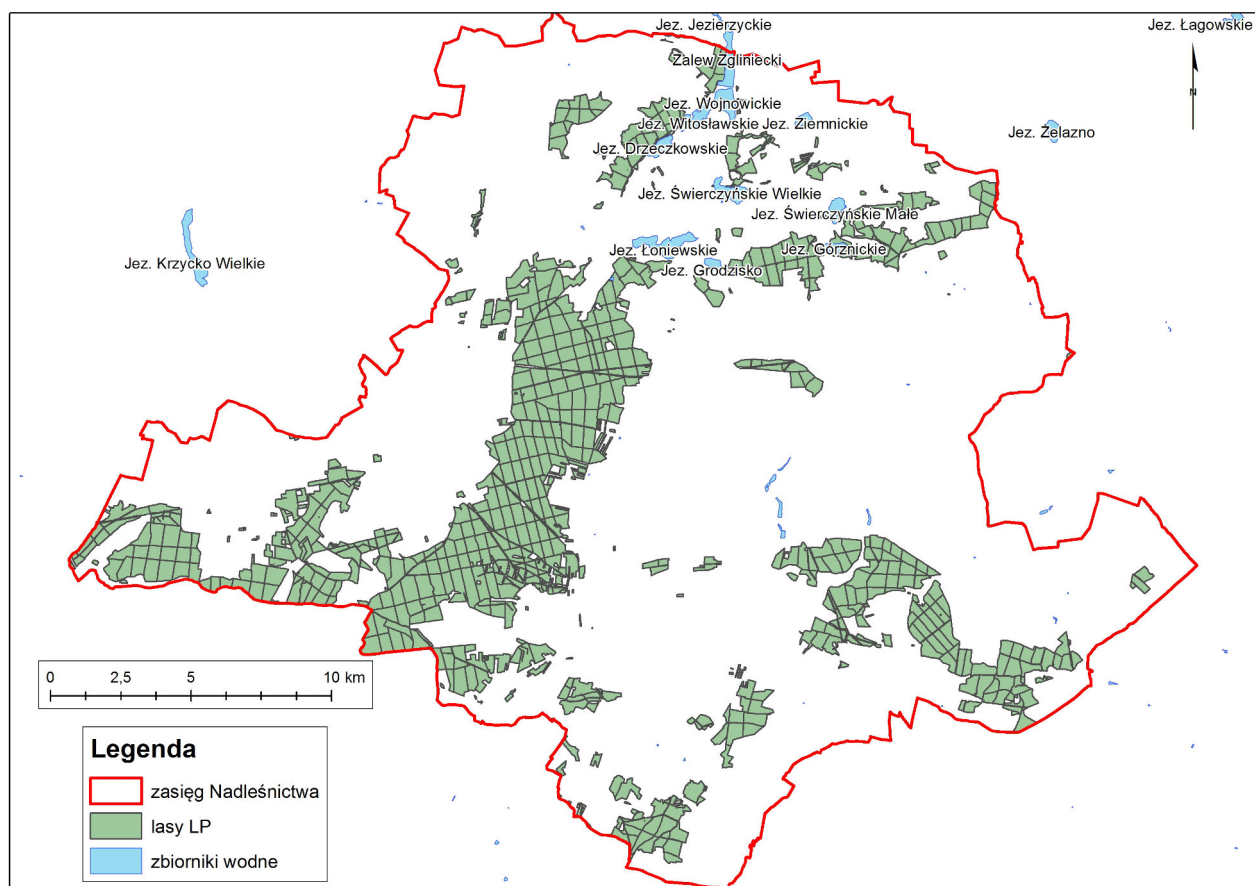 Jez. Jezierzyckie
Jez. Łagowskie
Zalew Zgliniecki
N
Jez. Wojnowickie
Jez. Witosławskie
Jez. Ziemnickie
Jez. Żelazno
Jez. Drzeczkowskie
Jez. Świerczyńskie Wielkie
Jez. Świerczyńskie Małe
Jez. Łoniewskie
Jez. Górznickie
Jez. Krzycko Wielkie
Jez. Grodzisko
0 2,5 5 10 km
Legenda
zasięg Nadleśnictwa
lasy LP
zbiorniki wodne